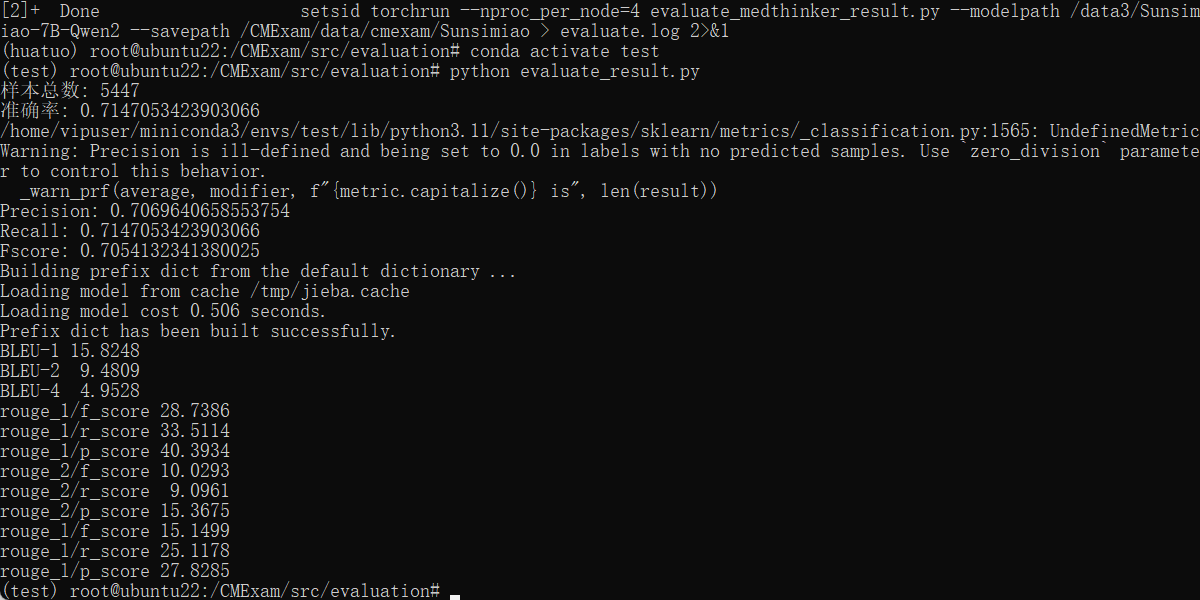 [2]+  Done                    setsid torchrun --nproc_per_node=4 evaluate_medthinker_result.py --modelpath /data3/Sunsim
iao-7B-Qwen2 --savepath /CMExam/data/cmexam/Sunsimiao > evaluate.log 2>&1
(huatuo) root@ubuntu22:/CMExam/src/evaluation# conda activate test
(test) root@ubuntu22:/CMExam/src/evaluation# python evaluate_result.py
样本总数: 5447
准确率: 0.7147053423903066
/home/vipuser/miniconda3/envs/test/lib/python3.11/site-packages/sklearn/metrics/_classification.py:1565: UndefinedMetric
Warning: Precision is ill-defined and being set to 0.0 in labels with no predicted samples. Use `zero_division` paramete
r to control this behavior.
  _warn_prf(average, modifier, f"{metric.capitalize()} is", len(result))
Precision: 0.7069640658553754
Recall: 0.7147053423903066
Fscore: 0.7054132341380025
Building prefix dict from the default dictionary ...
Loading model from cache /tmp/jieba.cache
Loading model cost 0.506 seconds.
Prefix dict has been built successfully.
BLEU-1 15.8248
BLEU-2  9.4809
BLEU-4  4.9528
rouge_1/f_score 28.7386
rouge_1/r_score 33.5114
rouge_1/p_score 40.3934
rouge_2/f_score 10.0293
rouge_2/r_score  9.0961
rouge_2/p_score 15.3675
rouge_l/f_score 15.1499
rouge_l/r_score 25.1178
rouge_l/p_score 27.8285
(test) root@ubuntu22:/CMExam/src/evaluation#